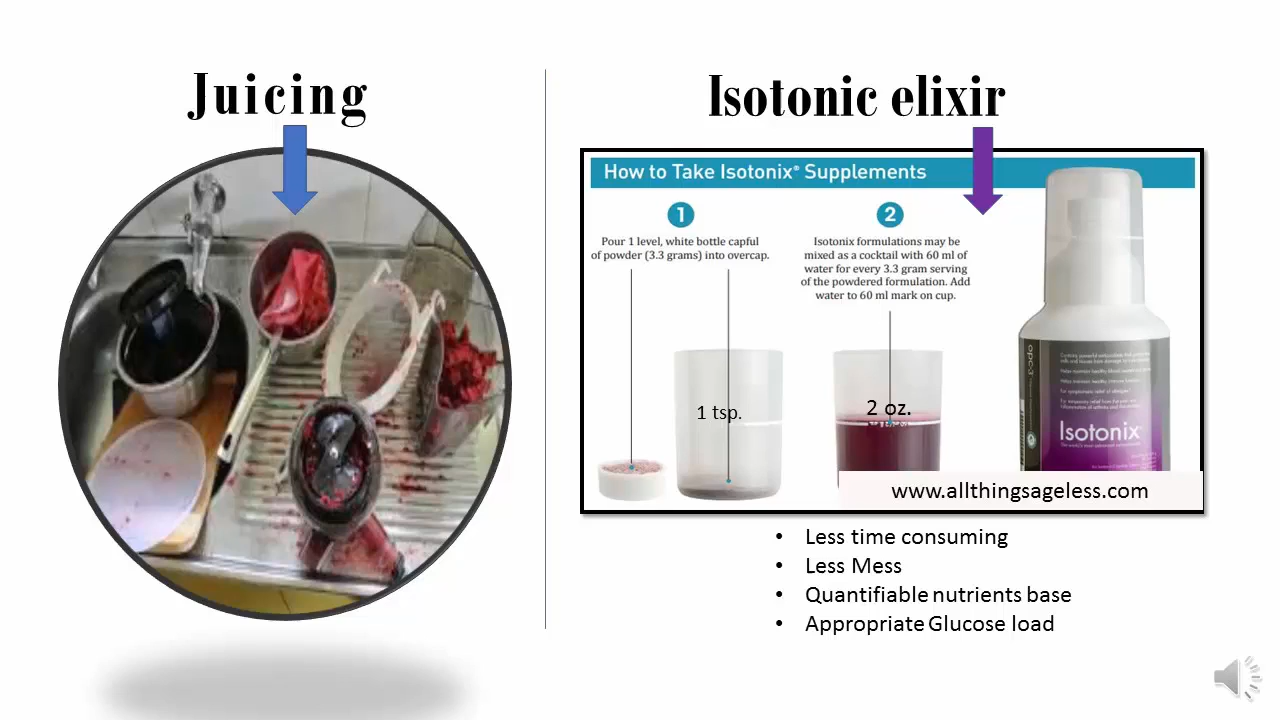 Juicing
Isotonic elixir
How to Take Isotonix® Supplements
1
Pour 1 level, white bottle capful
of powder (3.3 grams) into overcap.
2
Isotonix formulations may be
mixed as a cocktail with 60 ml of
water for every 3.3 gram serving
of the powdered formulation. Add
water to 60 ml mark on cup.
1 tsp.
2 oz.
opc-3
Isotonix®
www.allthingsageless.com
• Less time consuming
• Less Mess
• Quantifiable nutrients base
• Appropriate Glucose load